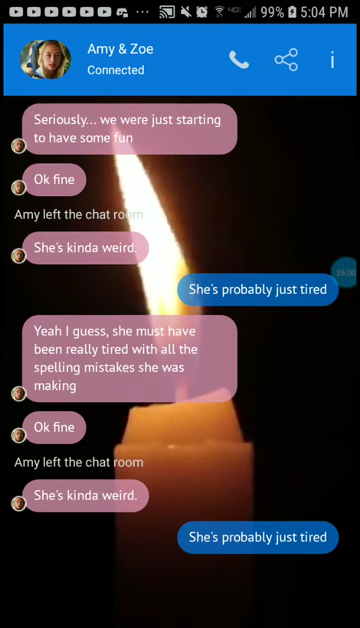 99% 5:04 PM
Amy & Zoe
Connected
i
Seriously... we were just starting
to have some fun
Ok fine
Amy left the chat room
She's kinda weird.
26:00
She's probably just tired
Yeah I guess, she must have
been really tired with all the
spelling mistakes she was
making
Ok fine
Amy left the chat room
She's kinda weird.
She's probably just tired